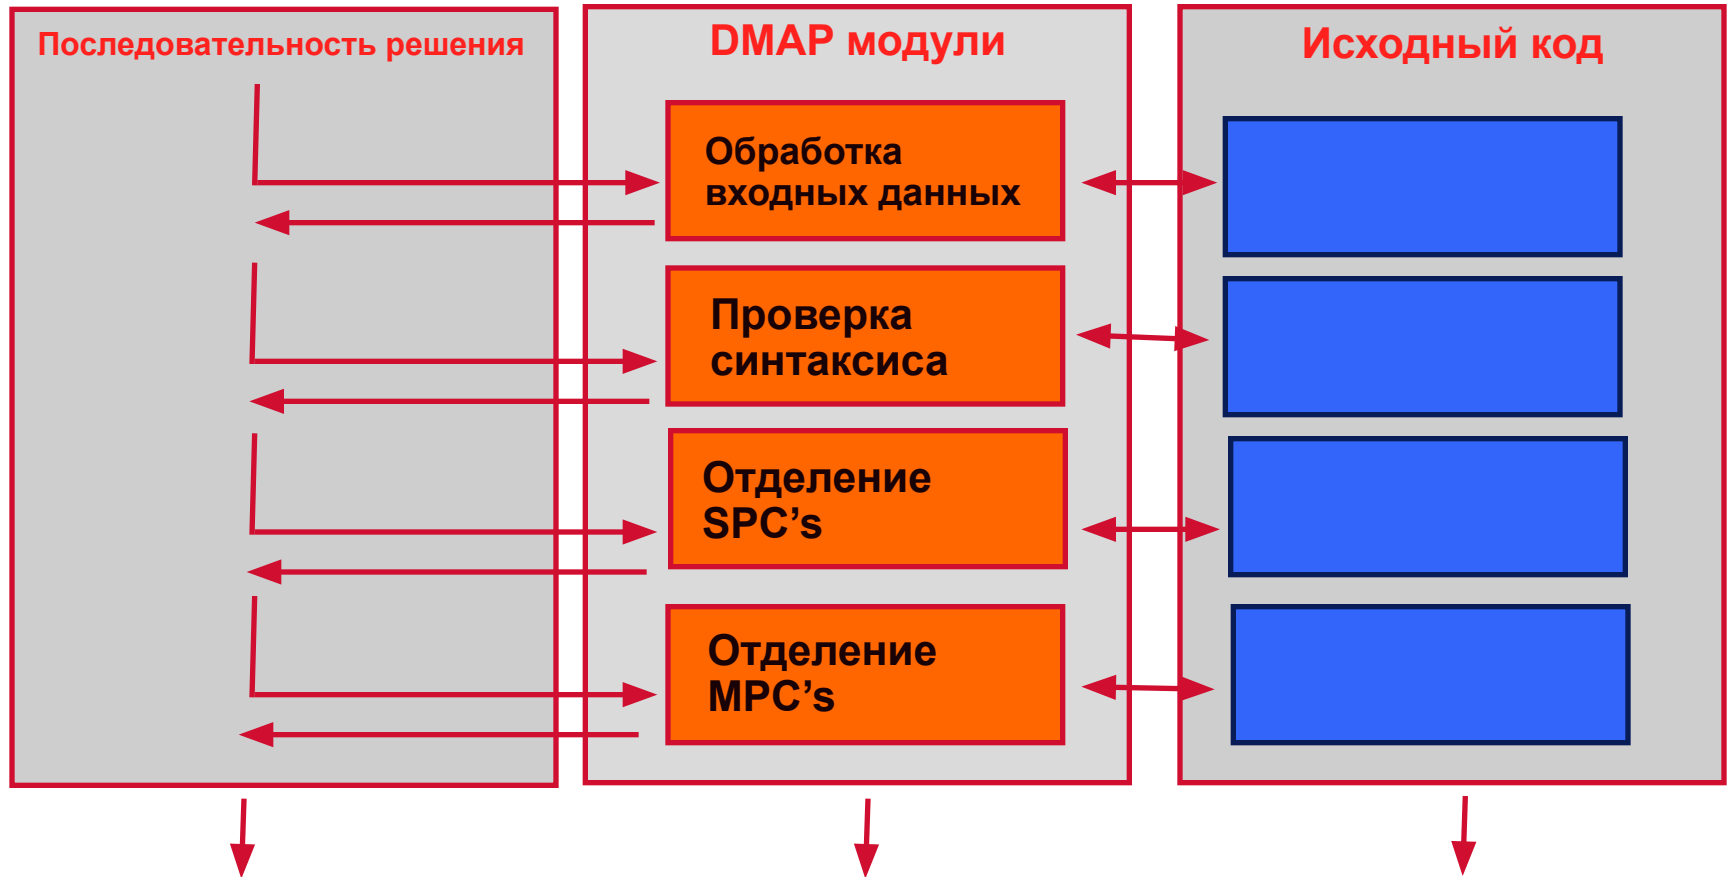 Последовательность решения
DMAP модули
Исходный код
Обработка
входных данных
Проверка
синтаксиса
Отделение
SPC’s
Отделение
MPC’s